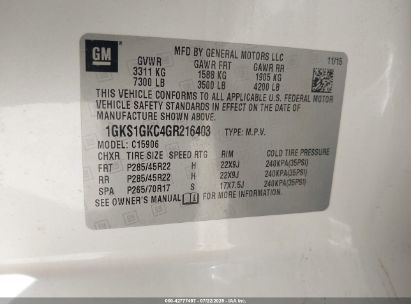 GM
MFD BY GENERAL MOTORS LLC
11/15
GVWR GAWR FRT GAWR RR
3311 KG 1588 KG 1905 KG
7300 LB 3500 LB 4200 LB
THIS VEHICLE CONFORMS TO ALL APPLICABLE U.S. FEDERAL MOTOR
VEHICLE SAFETY STANDARDS IN EFFECT ON THE DATE OF
MANUFACTURE SHOWN ABOVE.
1GKS1GKC4GR216403 TYPE: M.P.V.
MODEL: C15906
CHXR TIRE SIZE SPEED RTG RIM COLD TIRE PRESSURE
FRT P285/45R22 H 22X9J 240KPA(35PSI)
RR P285/45R22 H 22X9J 240KPA(35PSI)
SPA P265/70R17 S 17X7.5J 240KPA(35PSI)
SEE OWNER'S MANUAL FOR MORE INFORMATION.